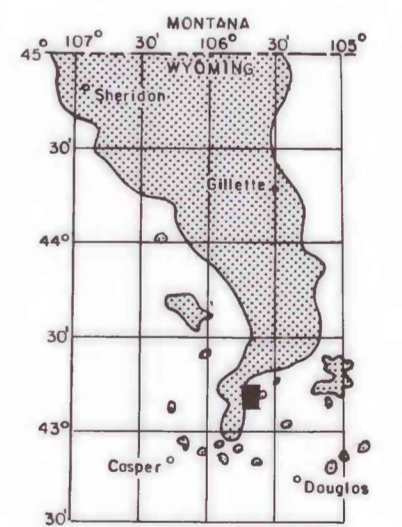 MONTANA
45° 107° 30' 106° 30' 105°
WYOMING
Sheridan
30'
Gillette
44°
30'
43°
Casper
Douglas
30'